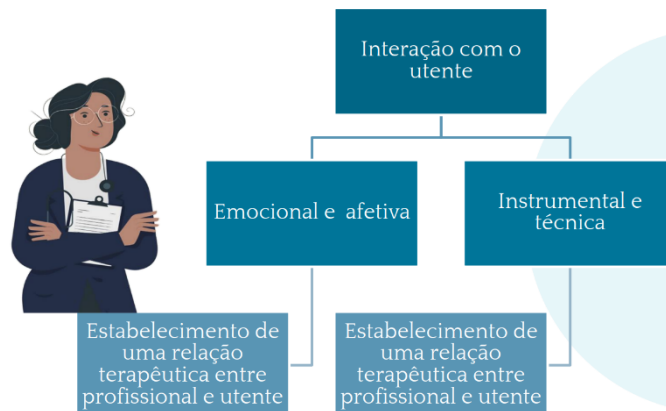 Interação com o
utente
Emocional e afetiva
Instrumental e
técnica
Estabelecimento de
uma relação
terapêutica entre
profissional e utente
Estabelecimento de
uma relação
terapêutica entre
profissional e utente